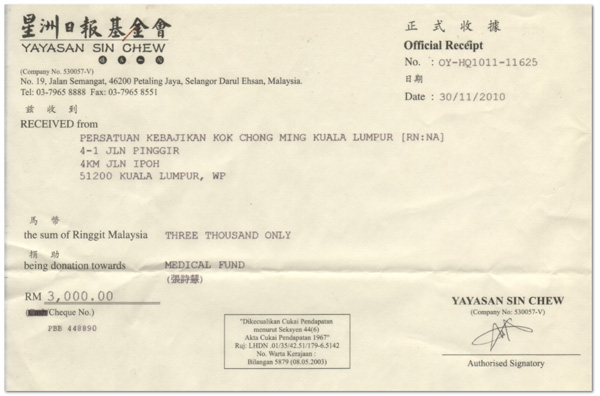 星洲日报基金會
YAYASAN SIN CHEW
(Company No. 530057-V)
No. 19, Jalan Semangat, 46200 Petaling Jaya, Selangor Darul Ehsan, Malaysia.
Tel: 03-7965 8888 Fax: 03-7965 8551
正式收據
Official Receipt
No. : OY-HQ1011-11625
日期
Date : 30/11/2010
茲收到
RECEIVED from
PERSATUAN KEBAJIKAN KOK CHONG MING KUALA LUMPUR [RN:NA]
4-1 JLN PINGGIR
4KM JLN IPOH
51200 KUALA LUMPUR, WP
馬幣
the sum of Ringgit Malaysia THREE THOUSAND ONLY
捐助
being donation towards MEDICAL FUND
(張詩慧)
RM 3,000.00
Cheque No.)
PBB 448890
"Dikecualikan Cukai Pendapatan
menurut Seksyen 44(6)
Akta Cukai Pendapatan 1967"
Ruj: LHDN .01/35/42.51/179-6.5142
No. Warta Kerajaan :
Bilangan 5879 (08.05.2003)
YAYASAN SIN CHEW
(Company No. 530057-V)
Authorised Signatory